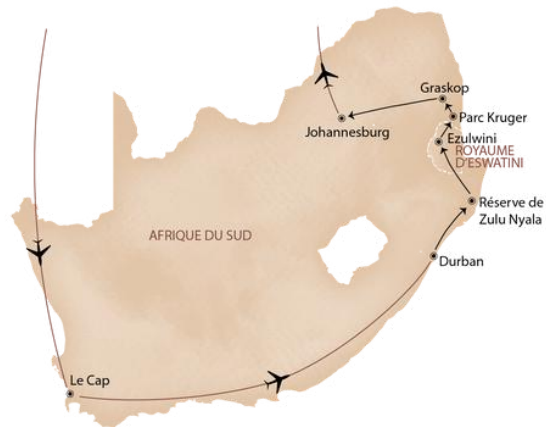 Graskop
Parc Kruger
Johannesburg
Ezulwini
ROYAUME
D'ESWATINI
Réserve de
Zulu Nyala
AFRIQUE DU SUD
Durban
Le Cap